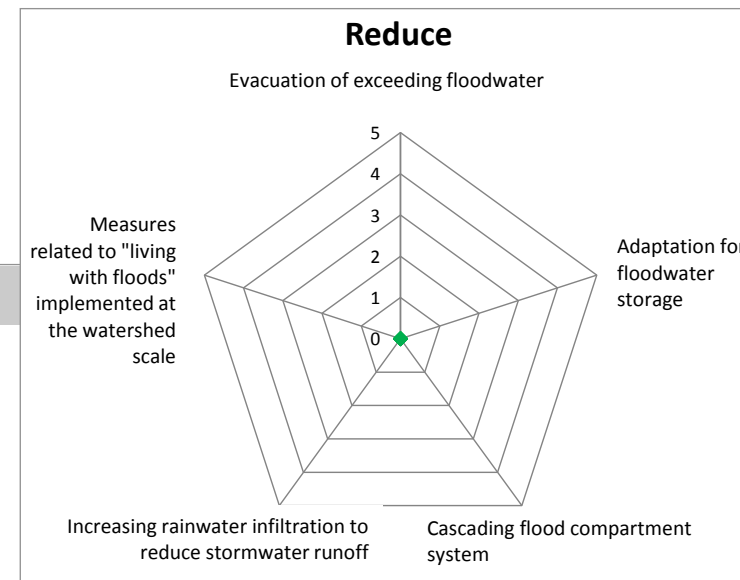 Reduce
Evacuation of exceeding floodwater
5
4
3
2
1
0
Measures
related to "living
with floods"
implemented at
the watershed
scale
Adaptation for
floodwater
storage
Increasing rainwater infiltration to
reduce stormwater runoff
Cascading flood compartment
system